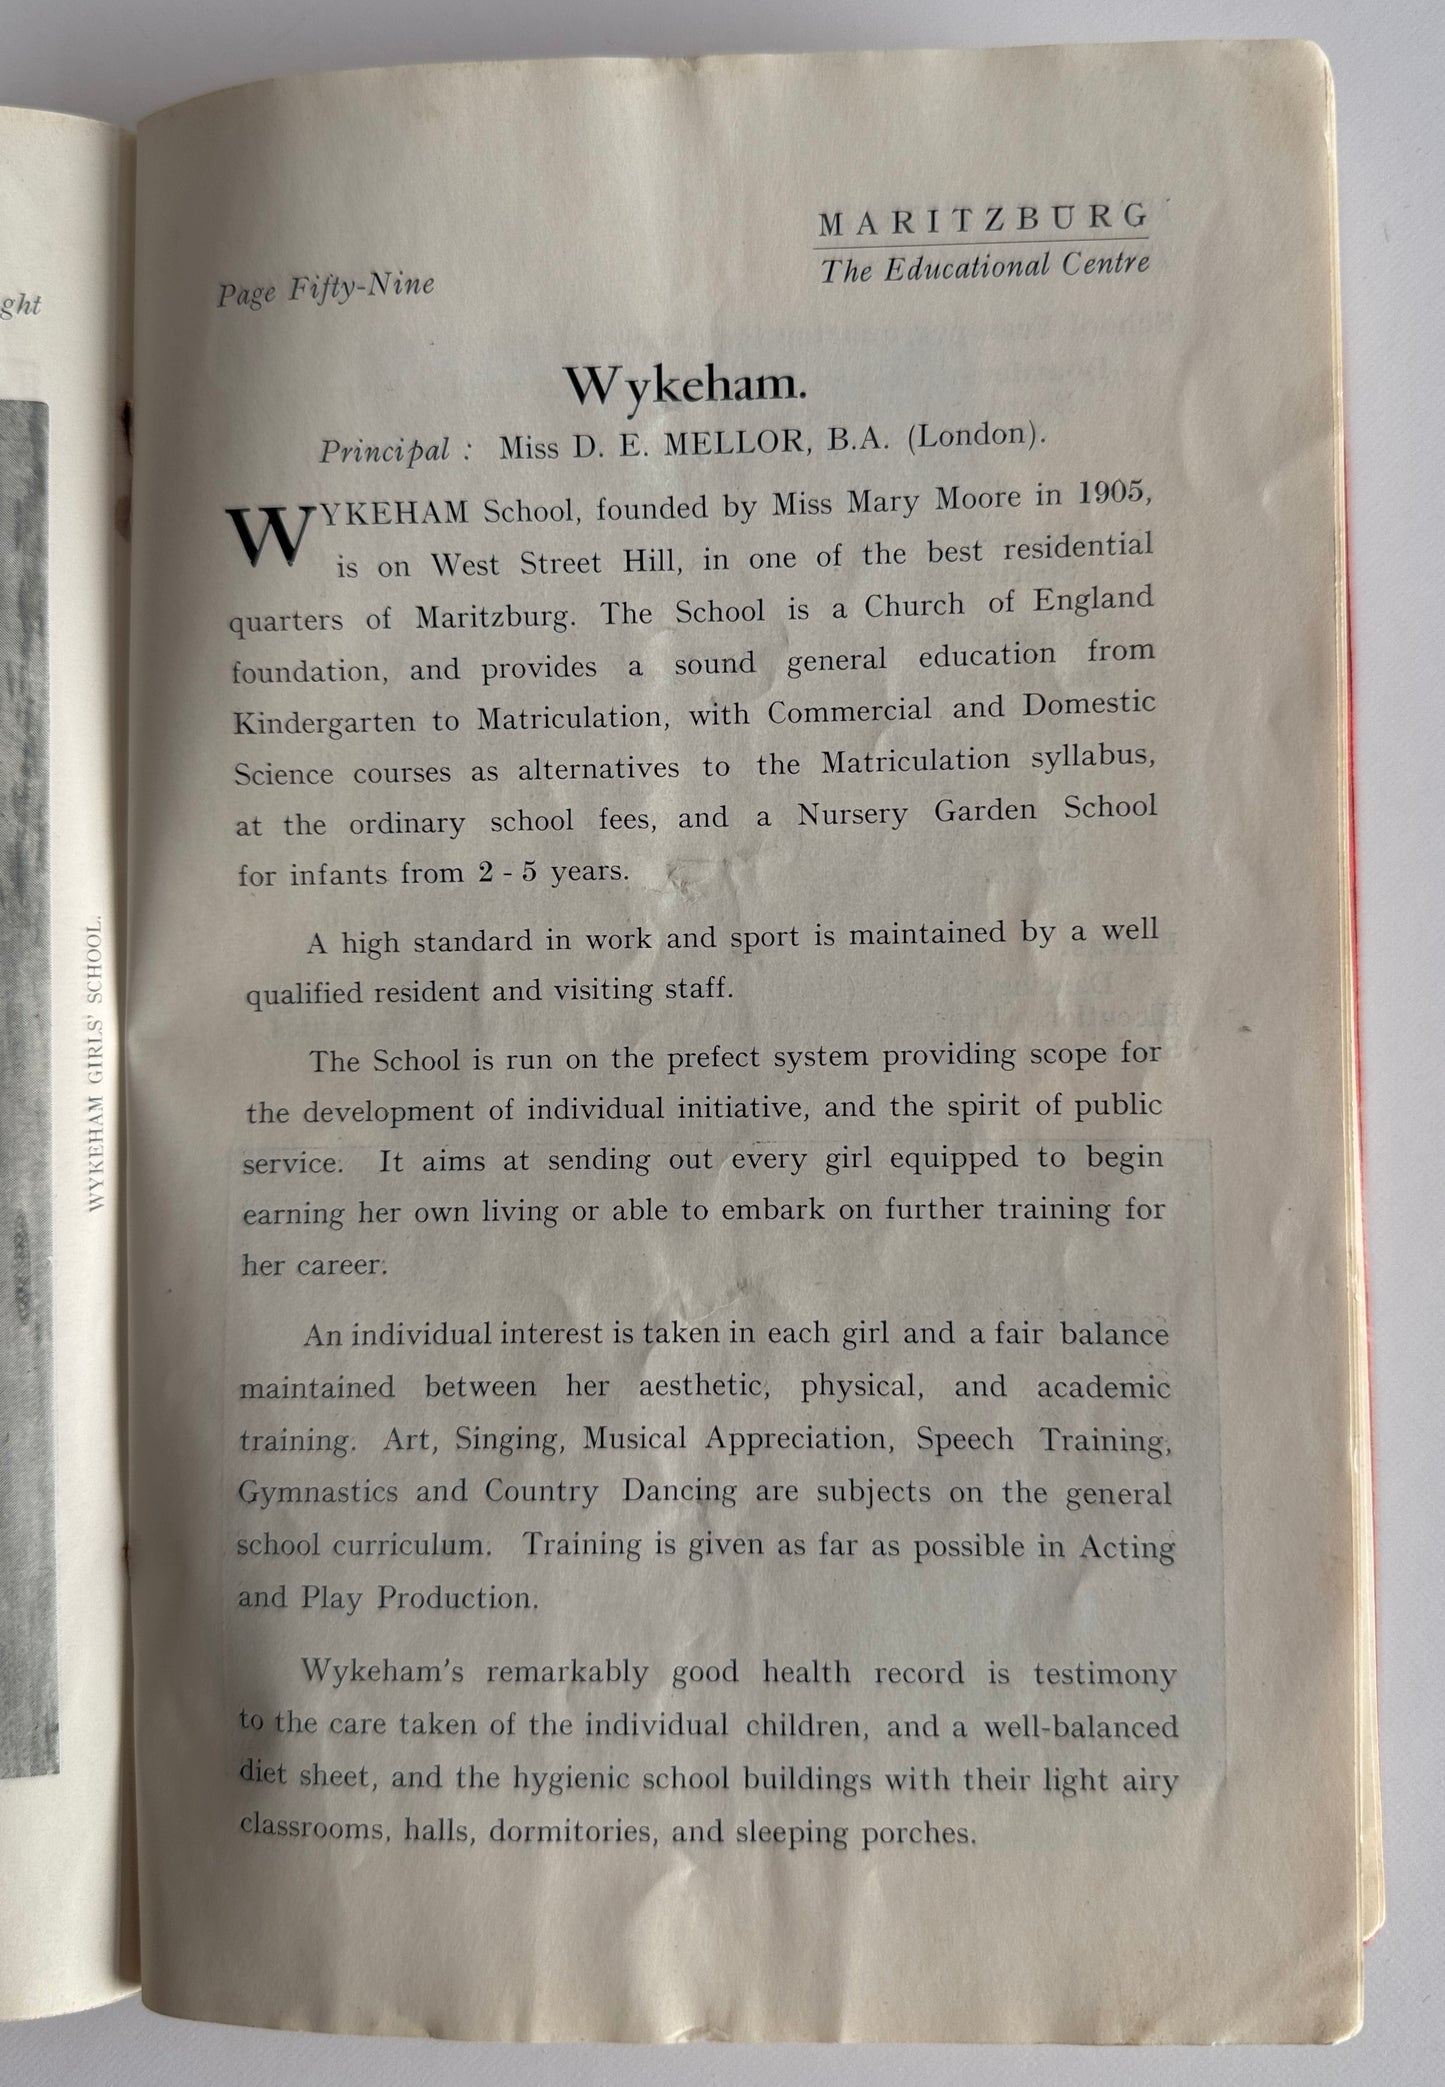 ght
WYKEHAM GIRLS' SCHOOL.
MARITZBURG
The Educational Centre
Page Fifty-Nine
Wykeham.
Principal : Miss D. E. MELLOR, B.A. (London).
WYKEHAM School, founded by Miss Mary Moore in 1905,
is on West Street Hill, in one of the best residential
quarters of Maritzburg. The School is a Church of England
foundation, and provides a sound general education from
Kindergarten to Matriculation, with Commercial and Domestic
Science courses as alternatives to the Matriculation syllabus,
at the ordinary school fees, and a Nursery Garden School
for infants from 2 - 5 years.
A high standard in work and sport is maintained by a well
qualified resident and visiting staff.
The School is run on the prefect system providing scope for
the development of individual initiative, and the spirit of public
service. It aims at sending out every girl equipped to begin
earning her own living or able to embark on further training for
her career.
An individual interest is taken in each girl and a fair balance
maintained between her aesthetic, physical, and academic
training. Art, Singing, Musical Appreciation, Speech Training,
Gymnastics and Country Dancing are subjects on the general
school curriculum. Training is given as far as possible in Acting
and Play Production.
Wykeham's remarkably good health record is testimony
to the care taken of the individual children, and a well-balanced
diet sheet, and the hygienic school buildings with their light airy
classrooms, halls, dormitories, and sleeping porches.